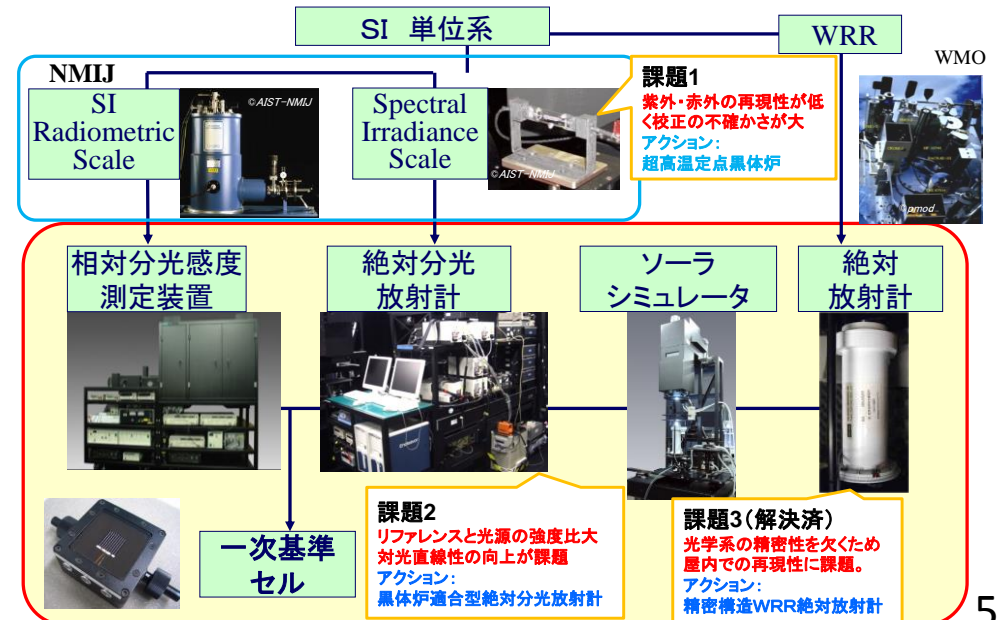 SI 単位系
WRR
WMO
NMIJ
SI
Radiometric
Scale
©AIST-NMIJ
Spectral
Irradiance
Scale
©AIST-NMIJ
課題1
紫外・赤外の再現性が低
く校正の不確かさが大
アクション:
超高温定点黒体炉
©pmod
相対分光感度
測定装置
絶対分光
放射計
ソーラ
シミュレータ
絶対
放射計
一次基準
セル
課題2
リファレンスと光源の強度比大
対光直線性の向上が課題
アクション:
黒体炉適合型絶対分光放射計
課題3(解決済)
光学系の精密性を欠くため
屋内での再現性に課題。
アクション:
精密構造WRR絶対放射計
5